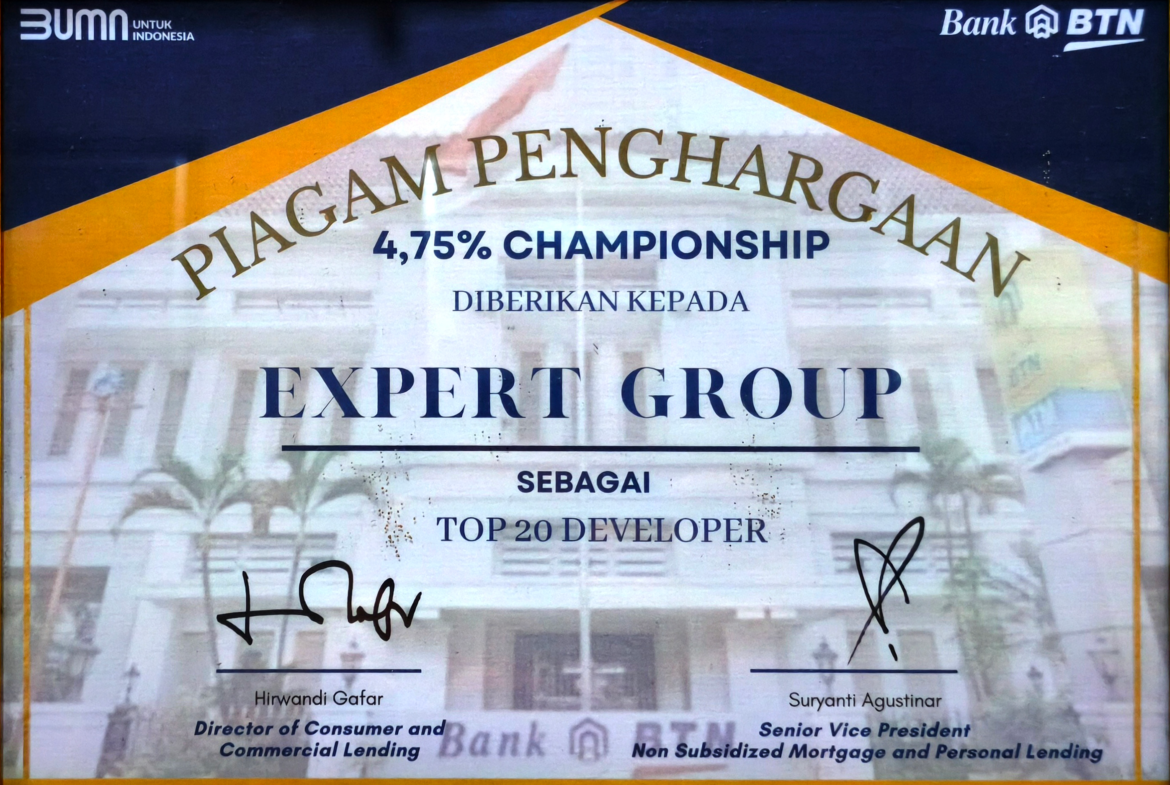 BUMN UNTUK
INDONESIA
Bank BTN
PIAGAM PENGHARGAAN
4,75% CHAMPIONSHIP
DIBERIKAN KEPADA
EXPERT GROUP
SEBAGAI
TOP 20 DEVELOPER
Hirwandi Gafar
Director of Consumer and
Commercial Lending
Suryanti Agustinar
Senior Vice President
Non Subsidized Mortgage and Personal Lending
Bank BTN